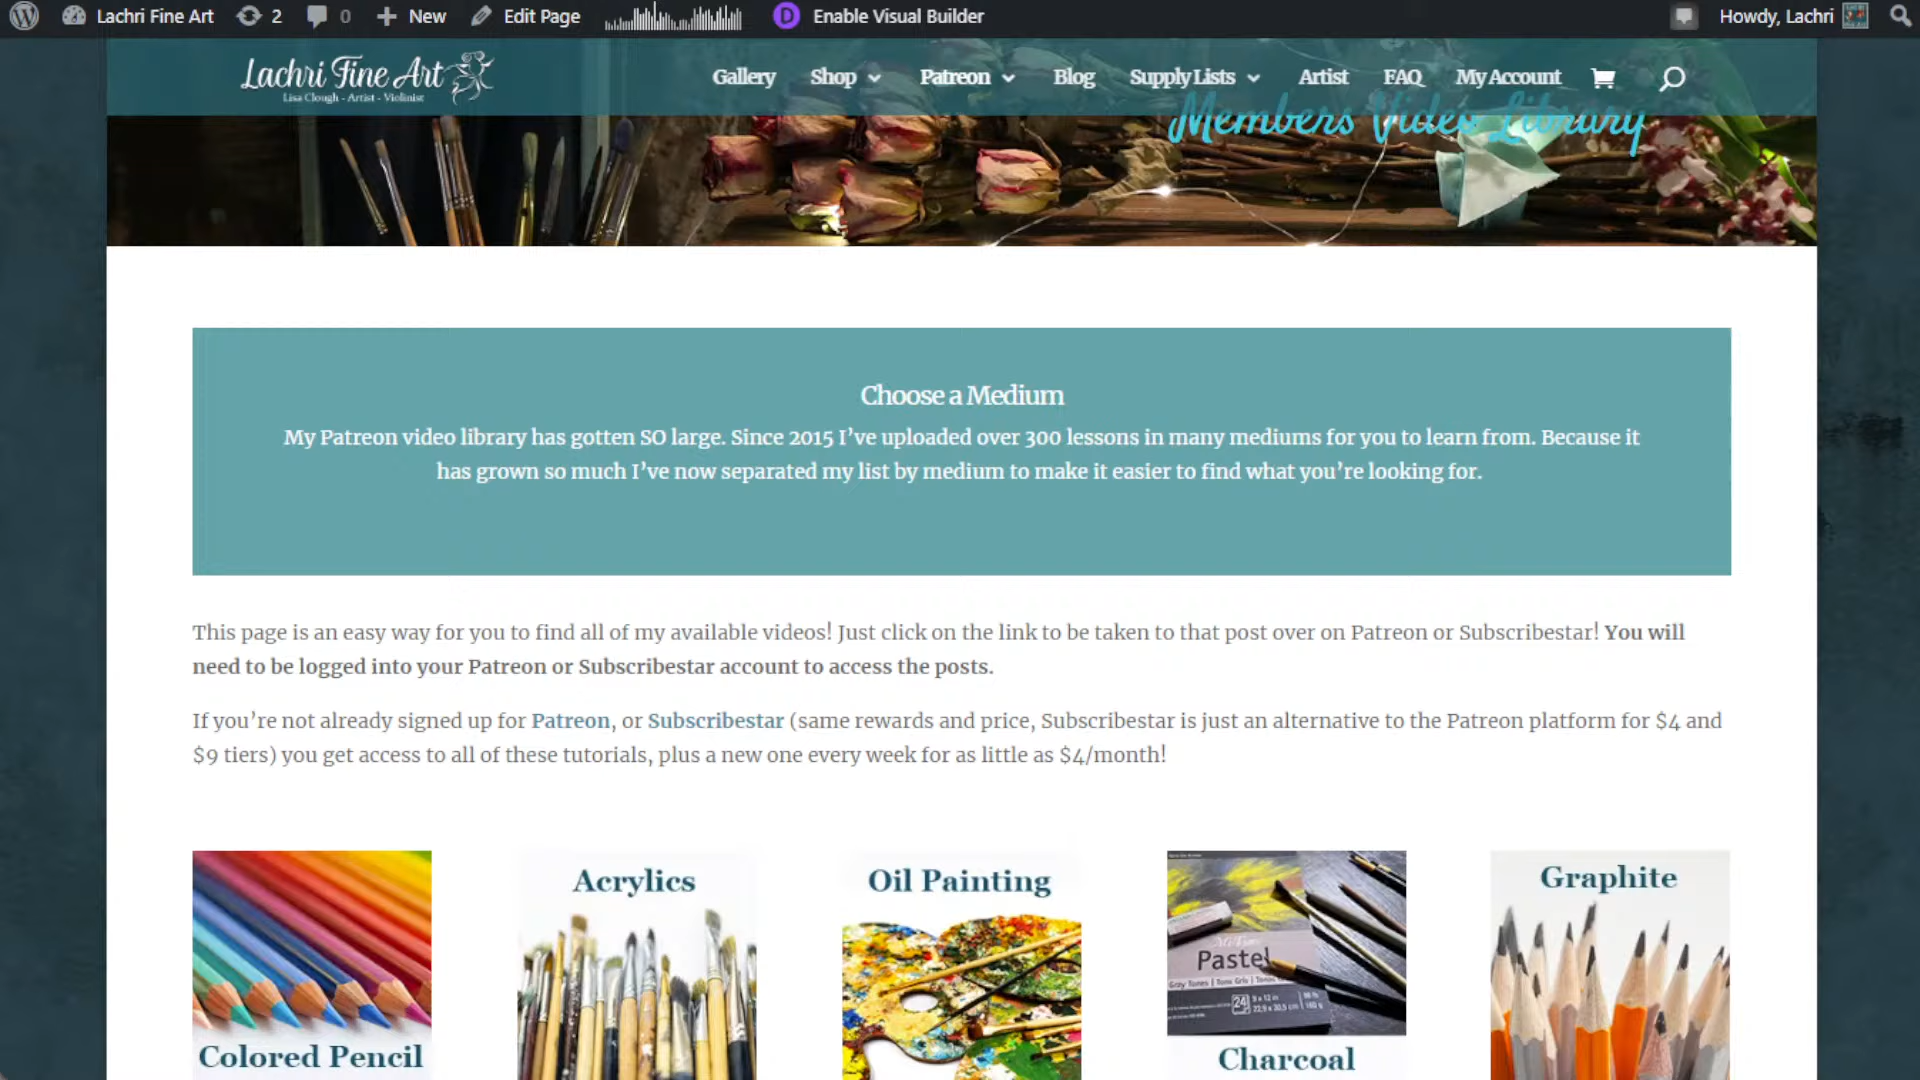 Lachri Fine Art 2 0 New Edit Page Enable Visual Builder Howdy, Lachri
Lachri Fine Art
Lisa Clough - Artist - Violinist
Gallery Shop Patreon Blog Supply Lists Artist FAQ My Account
Members Video Library
Choose a Medium
My Patreon video library has gotten SO large. Since 2015 I’ve uploaded over 300 lessons in many mediums for you to learn from. Because it
has grown so much I’ve now separated my list by medium to make it easier to find what you’re looking for.
This page is an easy way for you to find all of my available videos! Just click on the link to be taken to that post over on Patreon or Subscribestar! You will
need to be logged into your Patreon or Subscribestar account to access the posts.
If you’re not already signed up for Patreon, or Subscribestar (same rewards and price, Subscribestar is just an alternative to the Patreon platform for $4 and
$9 tiers) you get access to all of these tutorials, plus a new one every week for as little as $4/month!
Colored Pencil
Acrylics
Oil Painting
Pastel
24 9 x 12 in
Charcoal
Graphite